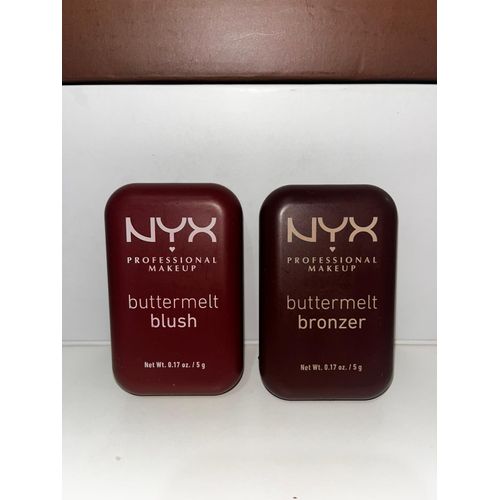 NYX
PROFESSIONAL
MAKEUP
buttermelt
blush
Net Wt. 0.17 oz. / 5 g
NYX
PROFESSIONAL
MAKEUP
buttermelt
bronzer
Net Wt. 0.17 oz. / 5 g